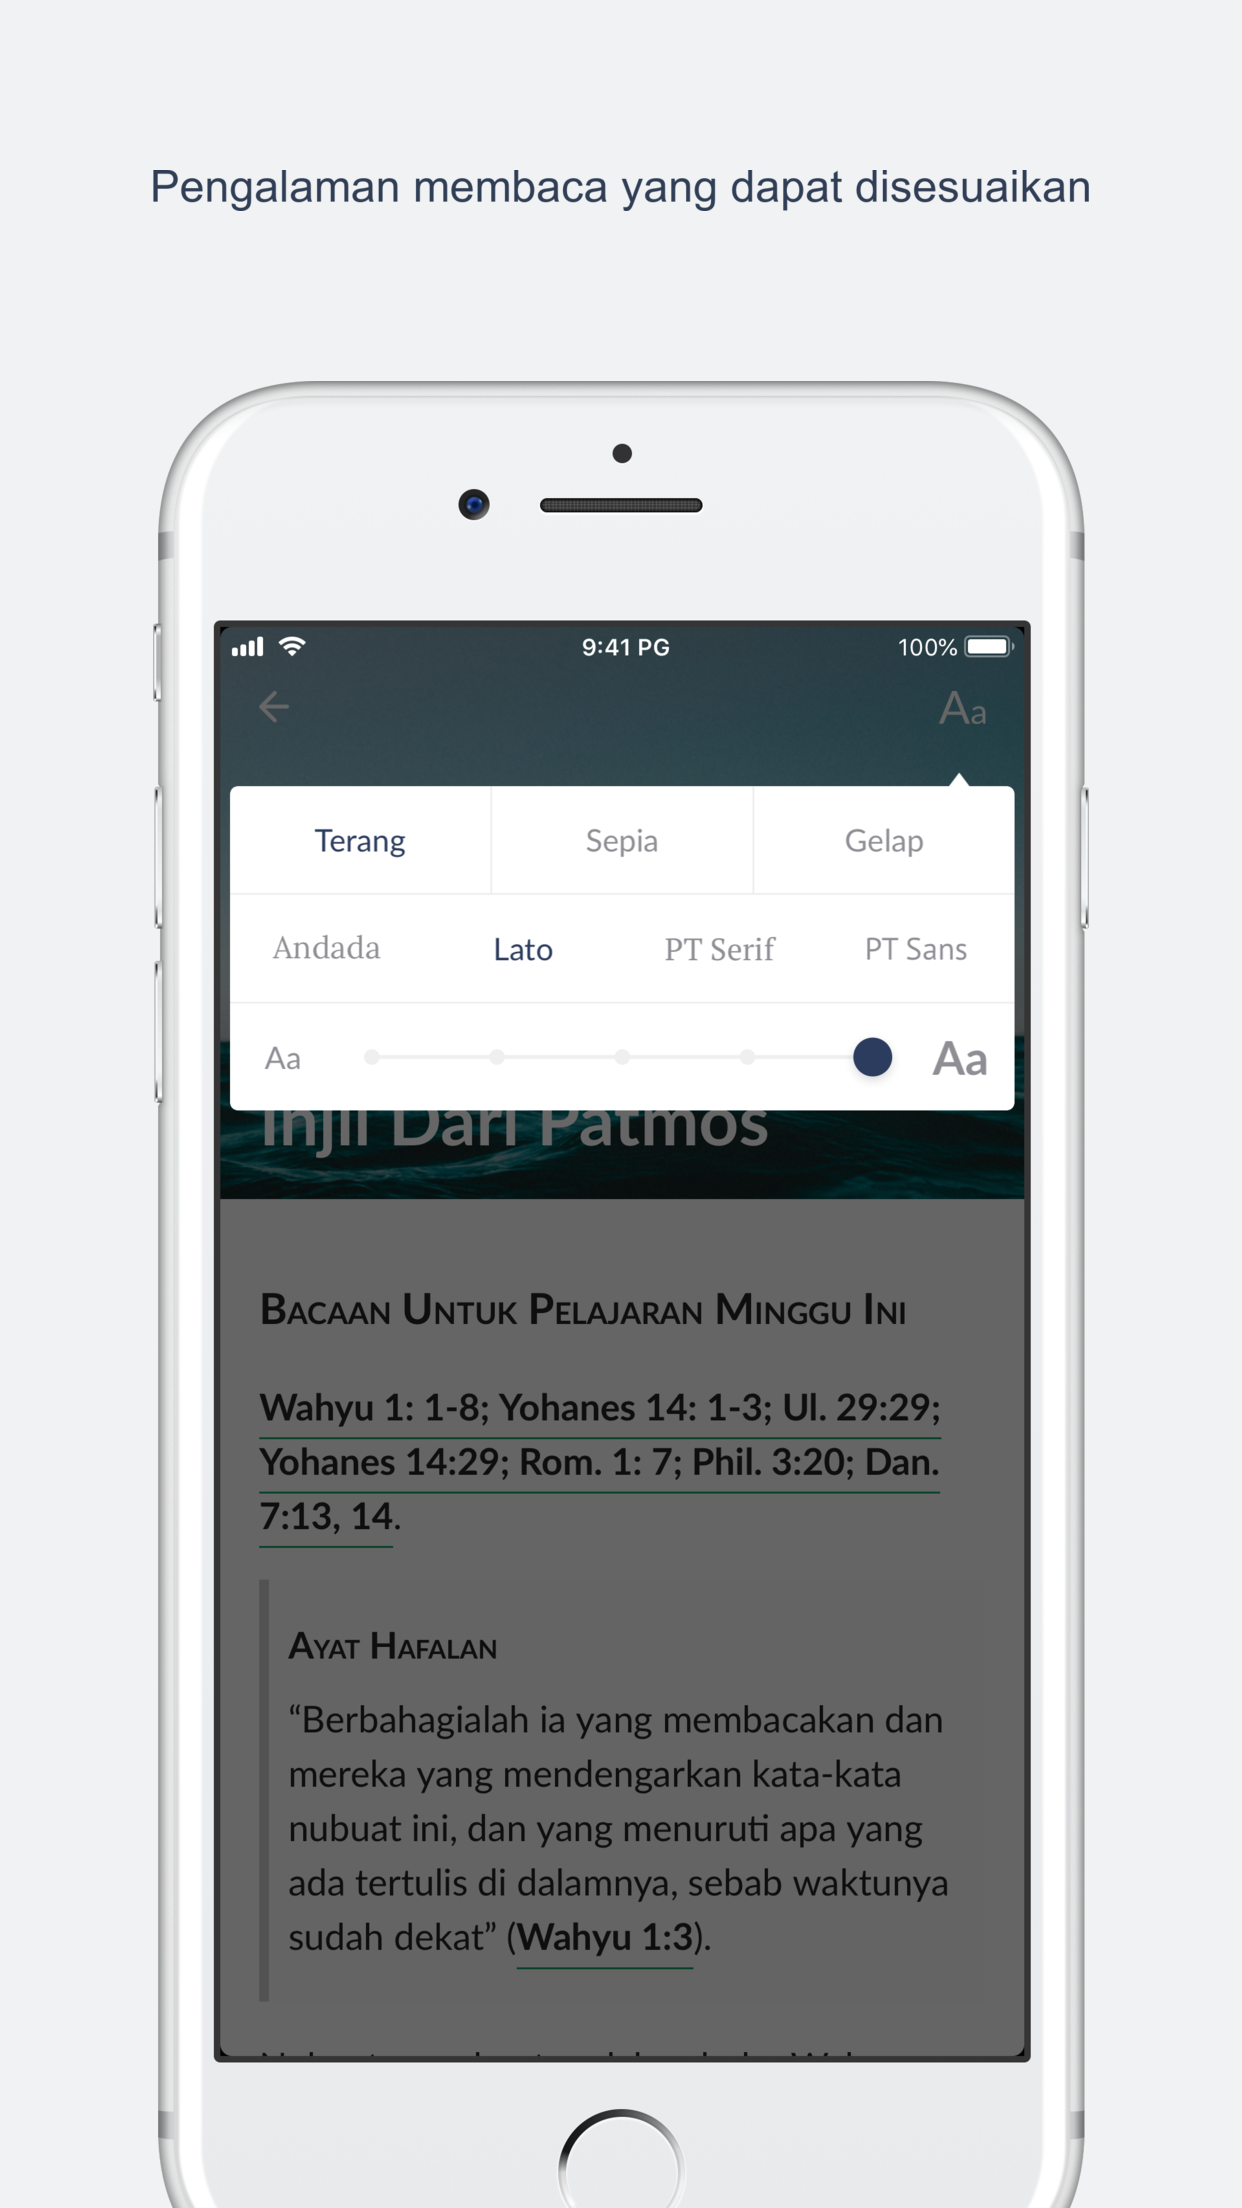 Pengalaman membaca yang dapat disesuaikan
9:41 PG
100%
Aa
Terang Sepia Gelap
Andada Lato PT Serif PT Sans
Aa Aa
Injil Dari Patmos
Bacaan Untuk Pelajaran Minggu Ini
Wahyu 1: 1-8; Yohanes 14: 1-3; Ul. 29:29;
Yohanes 14:29; Rom. 1: 7; Phil. 3:20; Dan.
7:13, 14.
Ayat Hafalan
“Berbahagialah ia yang membacakan dan
mereka yang mendengarkan kata-kata
nubuat ini, dan yang menuruti apa yang
ada tertulis di dalamnya, sebab waktunya
sudah dekat” (Wahyu 1:3).